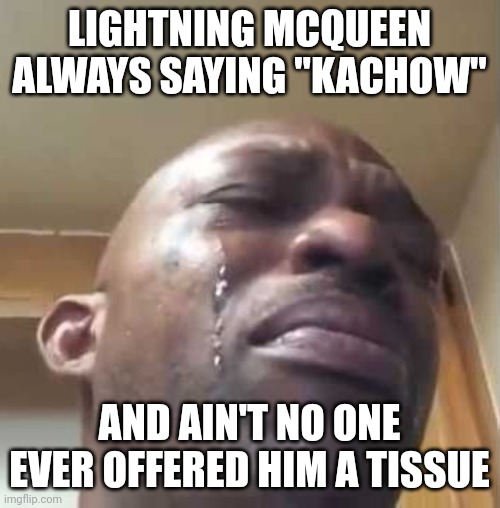 LIGHTNING MCQUEEN
ALWAYS SAYING "KACHOW"
AND AIN'T NO ONE
EVER OFFERED HIM A TISSUE
imgflip.com